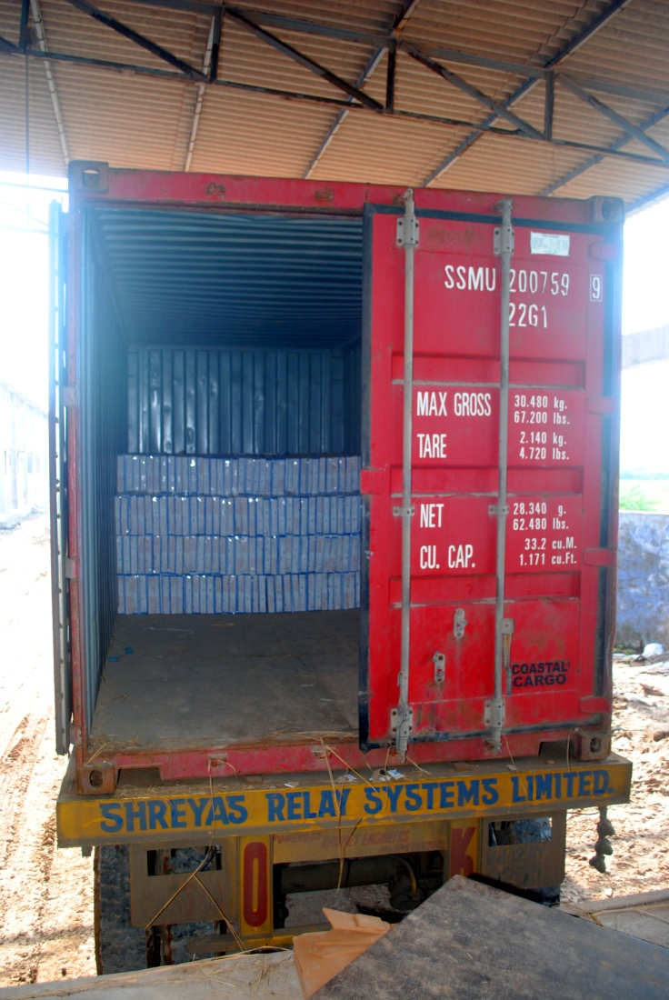 SSMU 200759 9
22G1
MAX GROSS 30.480 kg.
67.200 lbs.
TARE 2.140 kg.
4.720 lbs.
NET 28.340 g.
62.480 lbs.
CU. CAP. 33.2 cu.M.
1.171 cu.Ft.
COASTAL
CARGO
SHREYAS RELAY SYSTEMS LIMITED.
O K